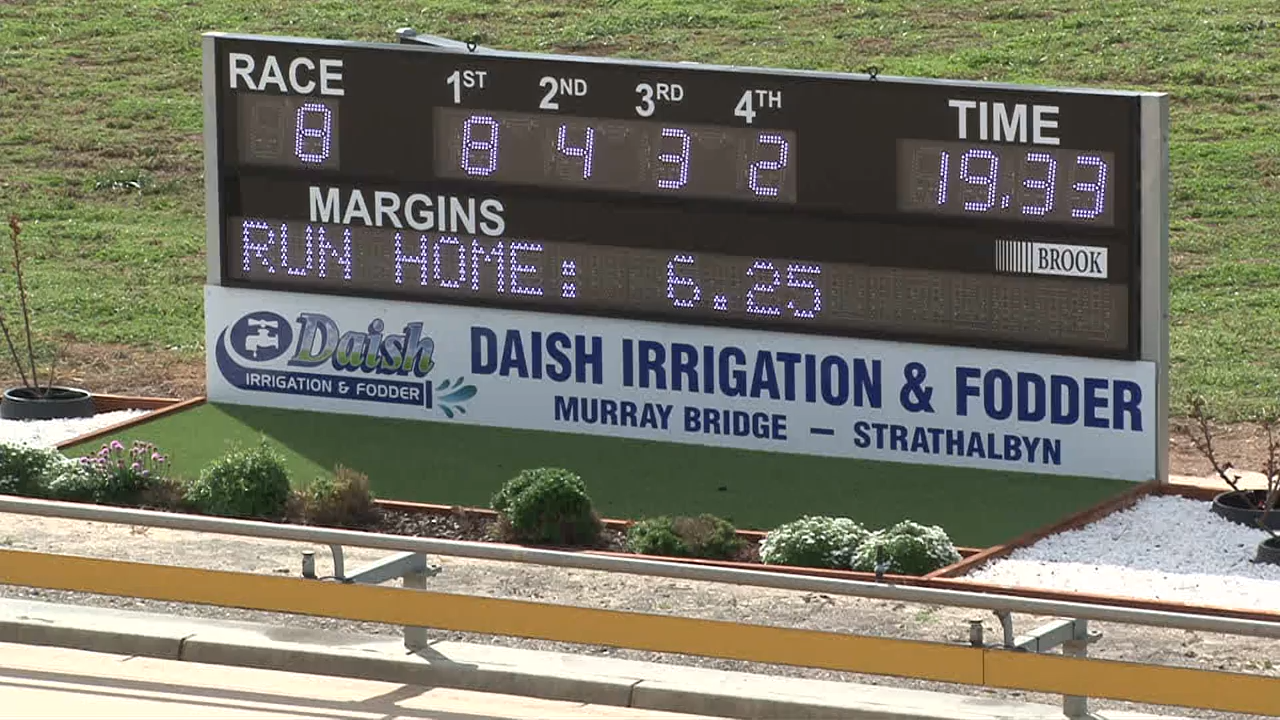 RACE 1ST 2ND 3RD 4TH TIME
8 8 4 3 2 19.33
MARGINS
RUN HOME: 6.25
BROOK
Daish
IRRIGATION & FODDER
DAISH IRRIGATION & FODDER
MURRAY BRIDGE – STRATHALBYN